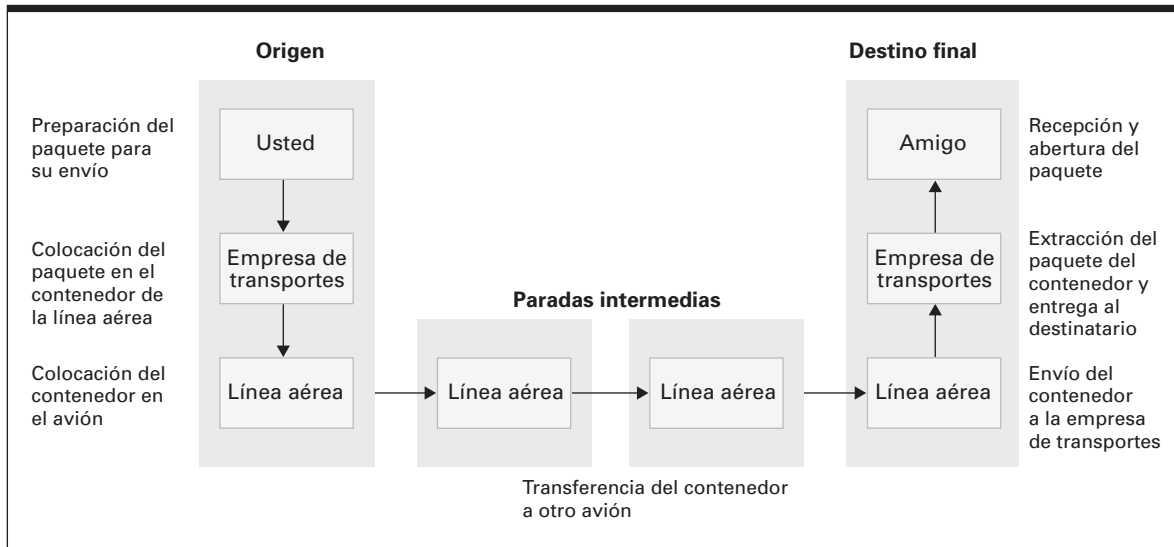 Origen
Destino final
Preparación del
paquete para
su envío
Usted
Amigo
Recepción y
abertura del
paquete
Colocación del
paquete en el
contenedor de
la línea aérea
Empresa de
transportes
Empresa de
transportes
Extracción del
paquete del
contenedor y
entrega al
destinatario
Paradas intermedias
Colocación del
contenedor en
el avión
Línea aérea
Línea aérea
Línea aérea
Línea aérea
Envío del
contenedor
a la empresa
de transportes
Transferencia del contenedor
a otro avión